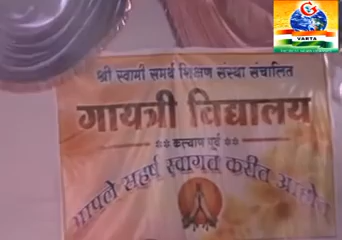 G
VARTA
श्री स्वामी समर्थ शिक्षण संस्था संचालित
गायत्री विद्यालय
कल्याण पूर्व
आपले सहर्ष स्वागत करीत आहोत